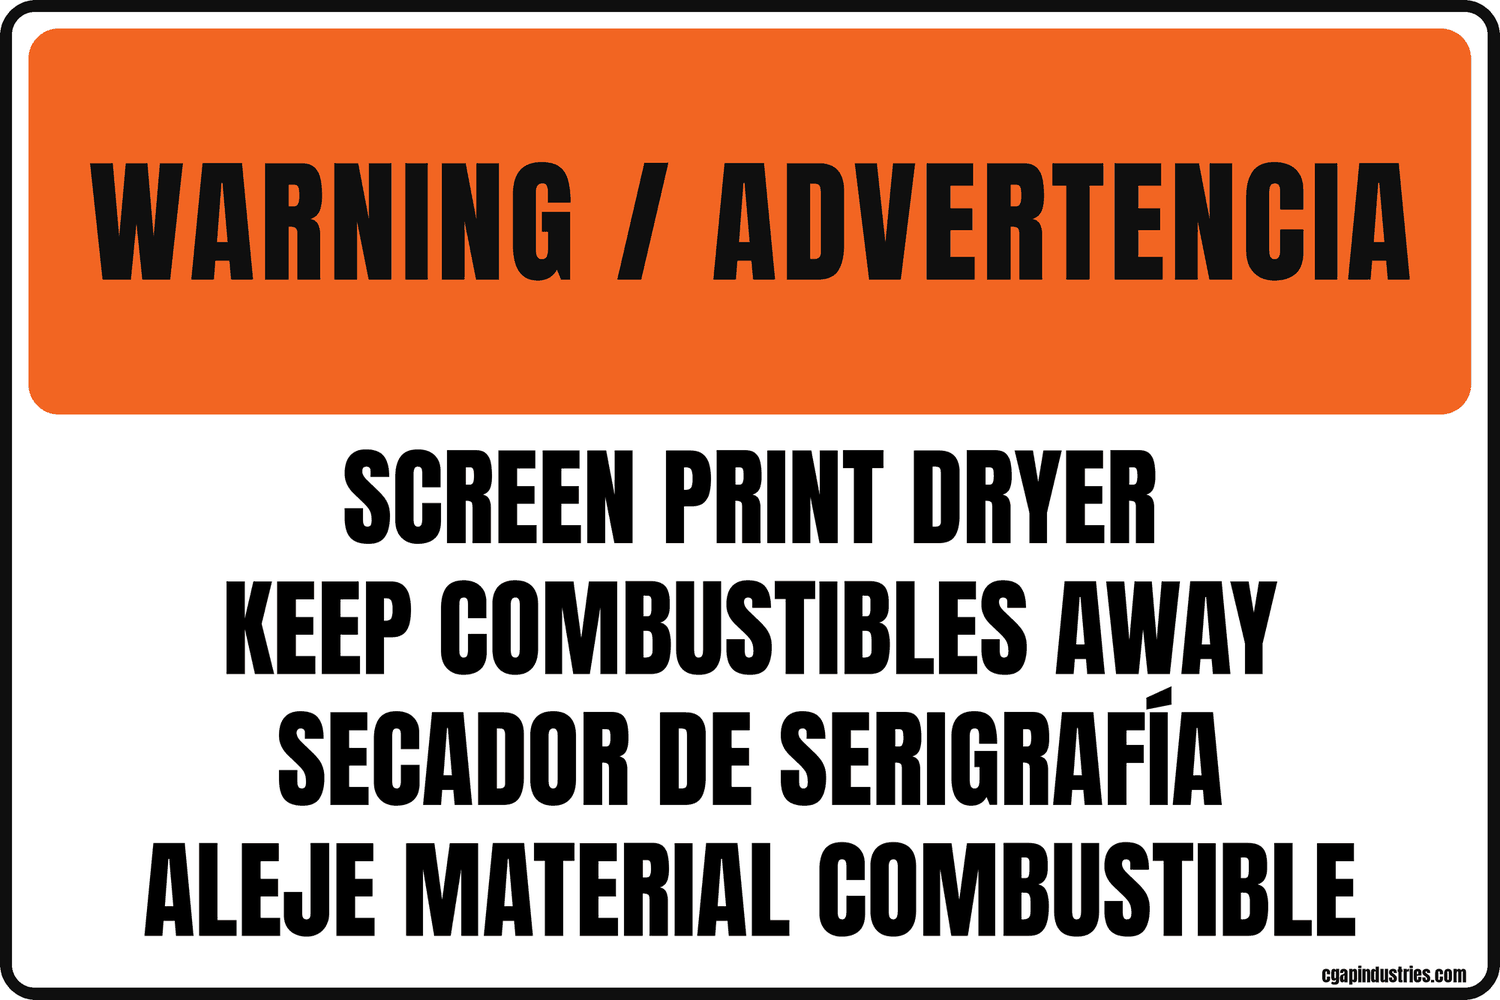 WARNING / ADVERTENCIA
SCREEN PRINT DRYER
KEEP COMBUSTIBLES AWAY
SECADOR DE SERIGRAFÍA
ALEJE MATERIAL COMBUSTIBLE
cgapindustries.com